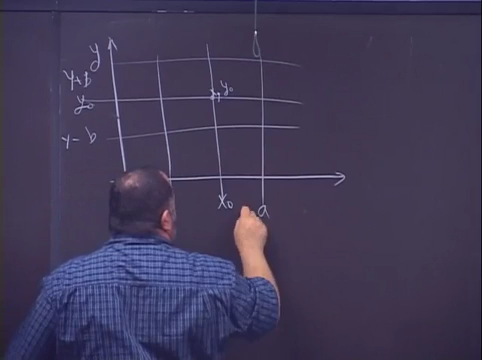 y
y+b
y₀
x₀, y₀
y- b
x₀ a